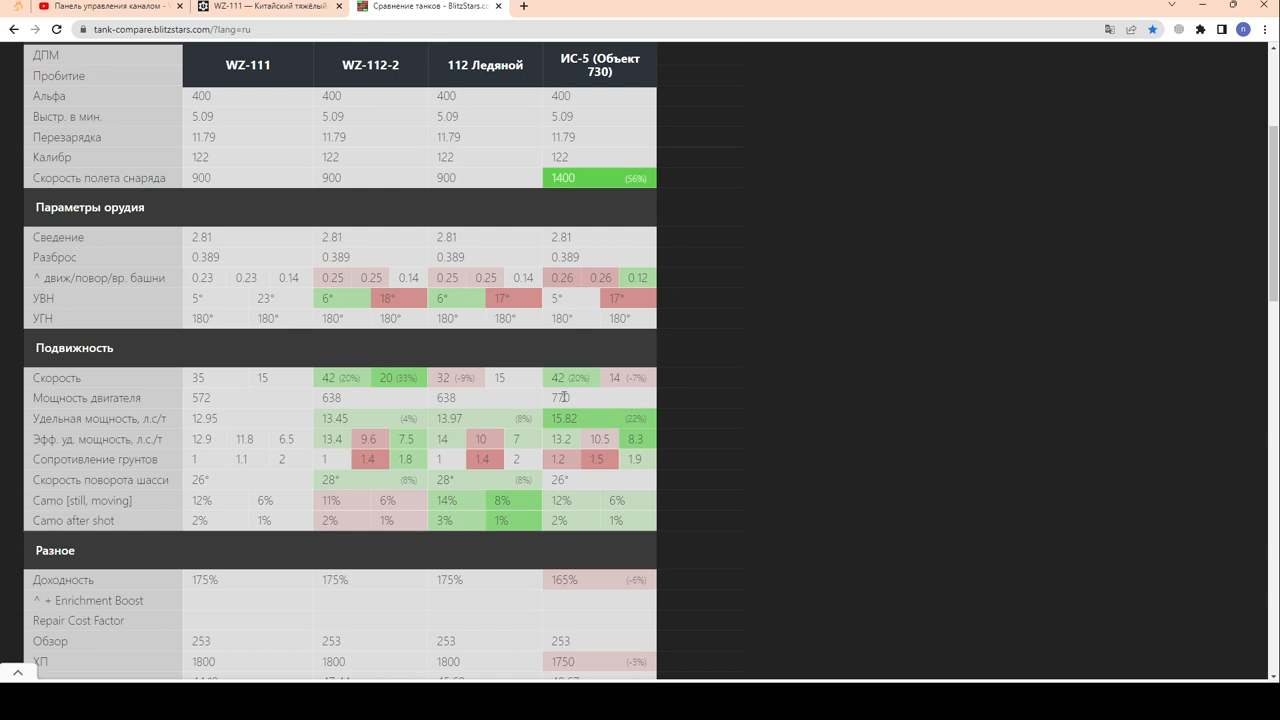 Панель управления каналом -
WZ-111 — Китайский тяжёлый
Сравнение танков - BlitzStars.co
tank-compare.blitzstars.com/?lang=ru
n
ДПМ
Пробитие
WZ-111 WZ-112-2 112 Ледяной ИС-5 (Объект 730)
Альфа 400 400 400 400
Выстр. в мин. 5.09 5.09 5.09 5.09
Перезарядка 11.79 11.79 11.79 11.79
Калибр 122 122 122 122
Скорость полета снаряда 900 900 900 1400 (56%)
Параметры орудия
Сведение 2.81 2.81 2.81 2.81
Разброс 0.389 0.389 0.389 0.389
^ движ/повор/вр. башни 0.23 0.23 0.14 0.25 0.25 0.14 0.25 0.25 0.14 0.26 0.26 0.12
УВН 5° 23° 6° 18° 6° 17° 5° 17°
УГН 180° 180° 180° 180° 180° 180° 180° 180°
Подвижность
Скорость 35 15 42 (20%) 20 (33%) 32 (-9%) 15 42 (20%) 14 (-7%)
Мощность двигателя 572 638 638 770
Удельная мощность, л.с/т 12.95 13.45 (4%) 13.97 (8%) 15.82 (22%)
Эфф. уд. мощность, л.с./т 12.9 11.8 6.5 13.4 9.6 7.5 14 10 7 13.2 10.5 8.3
Сопротивление грунтов 1 1.1 2 1 1.4 1.8 1 1.4 2 1.2 1.5 1.9
Скорость поворота шасси 26° 28° (8%) 28° (8%) 26°
Camo [still, moving] 12% 6% 11% 6% 14% 8% 12% 6%
Camo after shot 2% 1% 2% 1% 3% 1% 2% 1%
Разное
Доходность 175% 175% 175% 165% (-6%)
^ + Enrichment Boost
Repair Cost Factor
Обзор 253 253 253 253
ХП 1800 1800 1800 1750 (-3%)